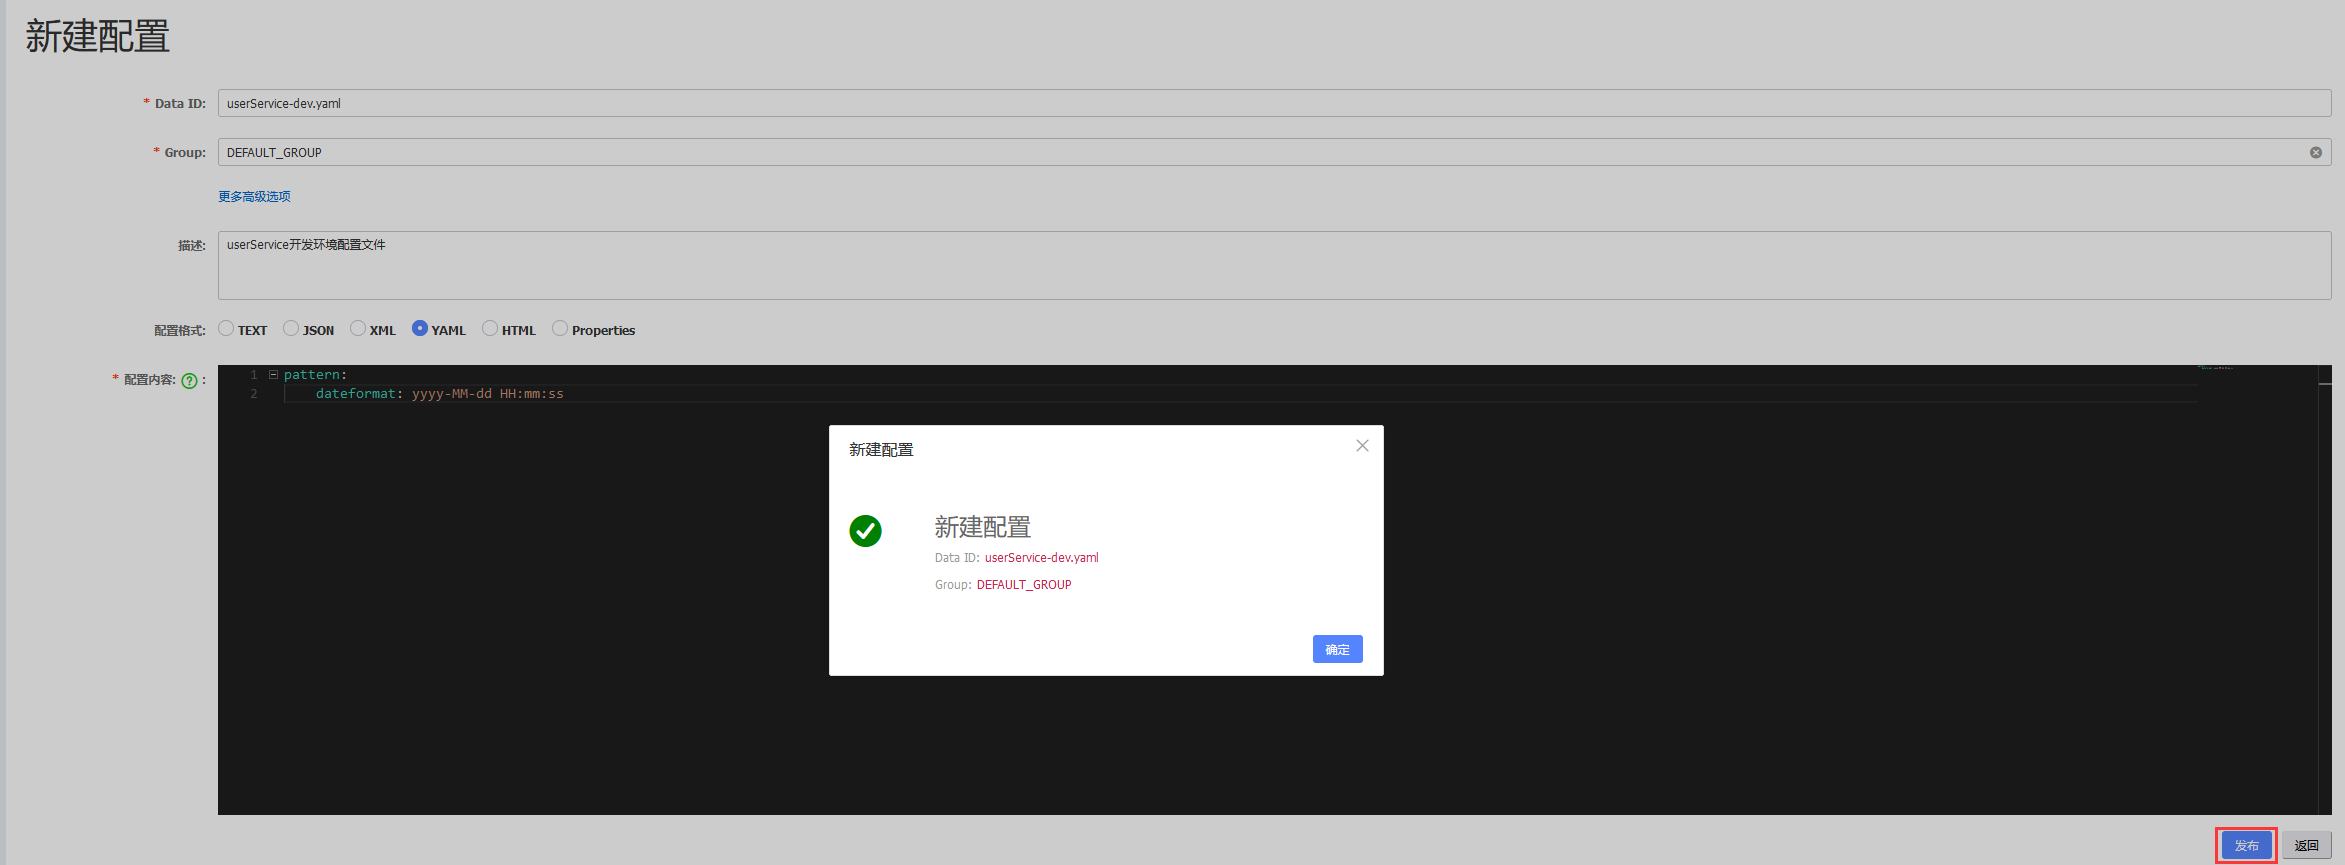 新建配置
* Data ID: userService-dev.yaml
* Group: DEFAULT_GROUP
更多高级选项
描述: userService开发环境配置文件
配置格式: TEXT JSON XML YAML HTML Properties
* 配置内容: ? :
1 pattern:
2 dateformat: yyyy-MM-dd HH:mm:ss
新建配置
新建配置
Data ID: userService-dev.yaml
Group: DEFAULT_GROUP
确定
发布 返回